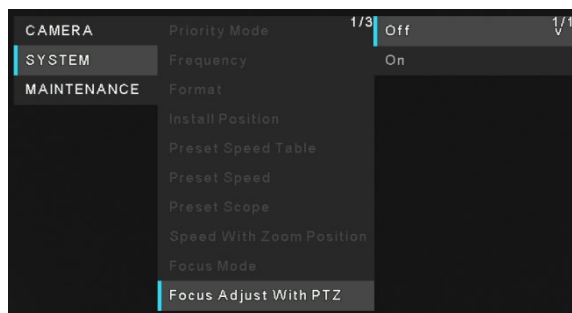 CAMERA
SYSTEM
MAINTENANCE
1/3
Priority Mode
Frequency
Format
Install Position
Preset Speed Table
Preset Speed
Preset Scope
Speed With Zoom Position
Focus Mode
Focus Adjust With PTZ
1/1
Off
On